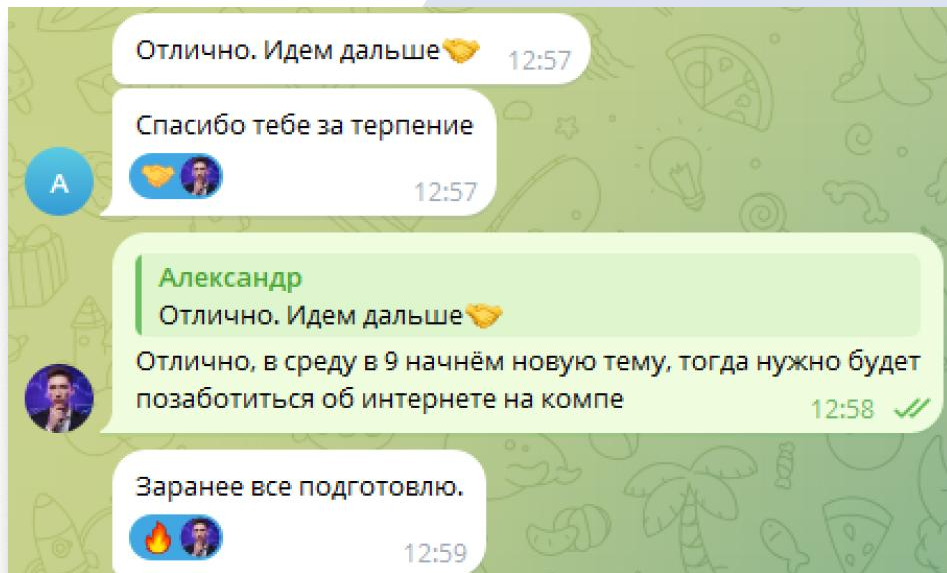 Отлично. Идем дальше🤝 12:57
Спасибо тебе за терпение
🤝 12:57
А
Александр
Отлично. Идем дальше🤝
Отлично, в среду в 9 начнём новую тему, тогда нужно будет
позаботиться об интернете на компе 12:58
Заранее все подготовлю.
🔥 12:59